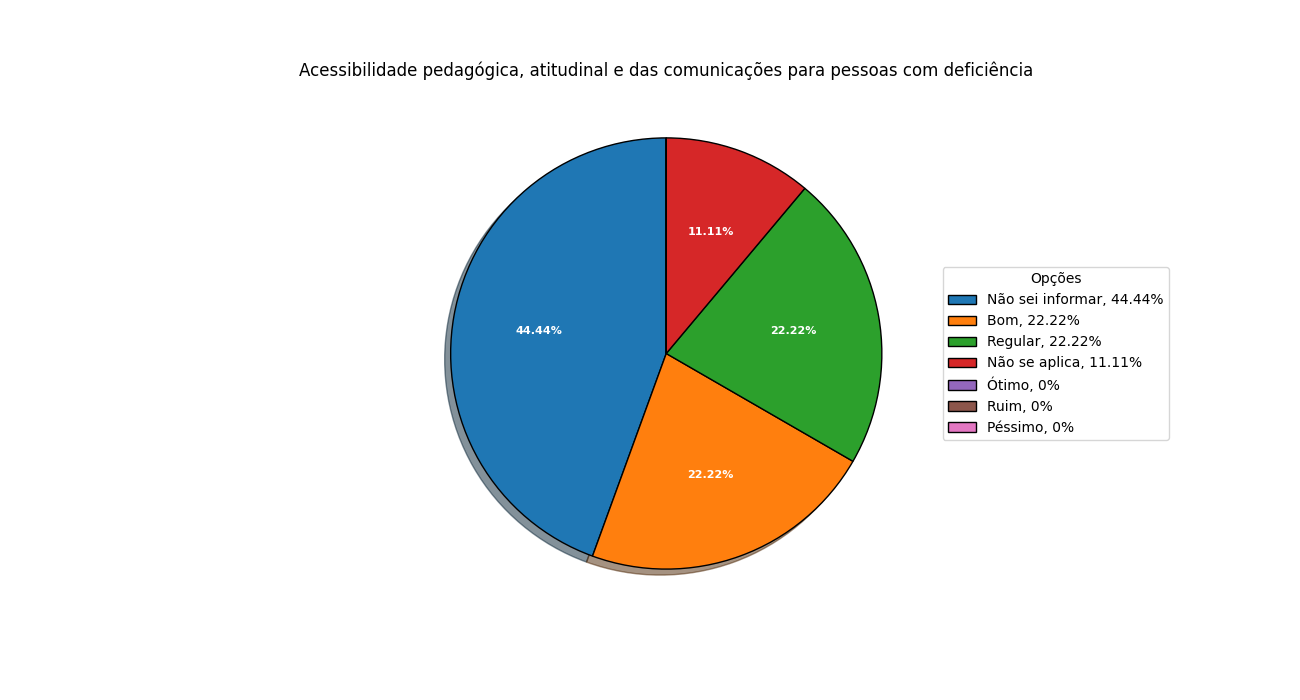 Acessibilidade pedagógica, atitudinal e das comunicações para pessoas com deficiência
11.11%
44.44%
22.22%
22.22%
Opções
Não sei informar, 44.44%
Bom, 22.22%
Regular, 22.22%
Não se aplica, 11.11%
Ótimo, 0%
Ruim, 0%
Péssimo, 0%